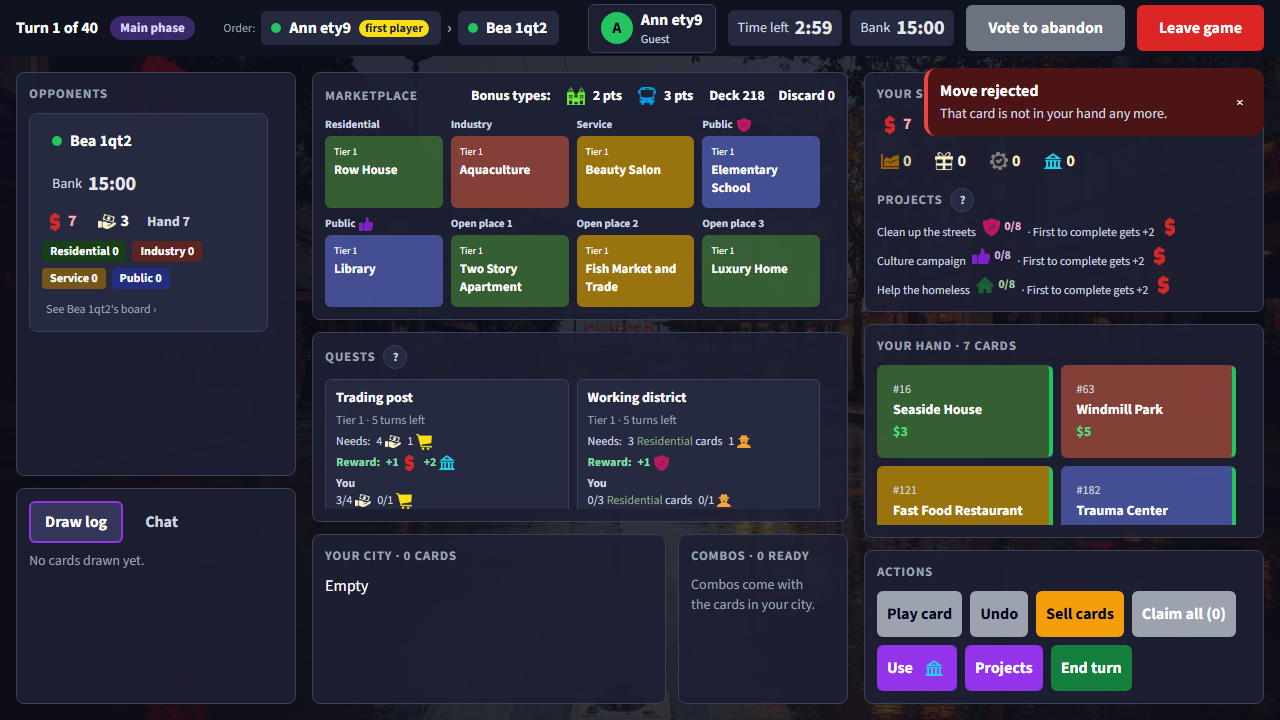 Turn 1 of 40 Main phase Order: Ann ety9 first player › Bea 1qt2 A Ann ety9 Guest Time left 2:59 Bank 15:00 Vote to abandon Leave game
OPPONENTS
Bea 1qt2
Bank 15:00
7 3 Hand 7
Residential 0 Industry 0
Service 0 Public 0
See Bea 1qt2's board ›
Draw log Chat
No cards drawn yet.
MARKETPLACE Bonus types: 2 pts 3 pts Deck 218 Discard 0
Residential Industry Service Public
Tier 1 Tier 1 Tier 1 Tier 1
Row House Aquaculture Beauty Salon Elementary
School
Public Open place 1 Open place 2 Open place 3
Tier 1 Tier 1 Tier 1 Tier 1
Library Two Story Fish Market and Luxury Home
Apartment Trade
QUESTS ?
Trading post
Tier 1 · 5 turns left
Needs: 4 1
Reward: +1 +2
You
3/4 0/1
Working district
Tier 1 · 5 turns left
Needs: 3 Residential cards 1
Reward: +1
You
0/3 Residential cards 0/1
YOUR CITY · 0 CARDS
Empty
COMBOS · 0 READY
Combos come with
the cards in your city.
YOUR S
7
Move rejected
That card is not in your hand any more.
×
0 0 0 0
PROJECTS ?
Clean up the streets 0/8 · First to complete gets +2
Culture campaign 0/8 · First to complete gets +2
Help the homeless 0/8 · First to complete gets +2
YOUR HAND · 7 CARDS
#16 #63
Seaside House Windmill Park
$3 $5
#121 #182
Fast Food Restaurant Trauma Center
ACTIONS
Play card Undo Sell cards Claim all (0)
Use Projects End turn